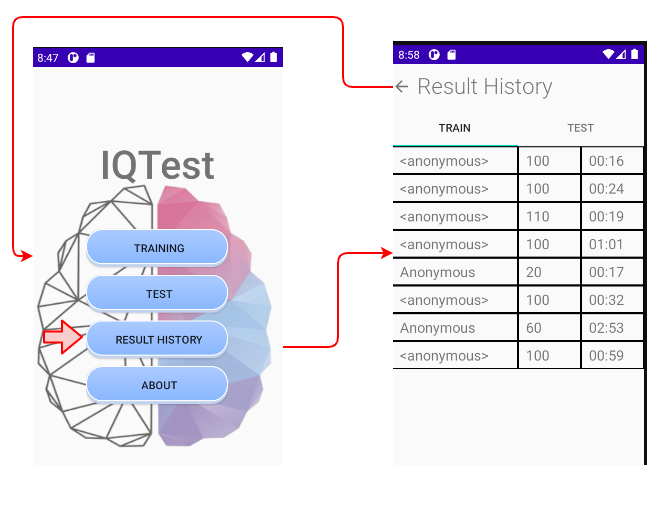 8:47
IQTest
TRAINING
TEST
RESULT HISTORY
ABOUT
8:58
Result History
TRAIN TEST
<anonymous> 100 00:16
<anonymous> 100 00:24
<anonymous> 110 00:19
<anonymous> 100 01:01
Anonymous 20 00:17
<anonymous> 100 00:32
Anonymous 60 02:53
<anonymous> 100 00:59